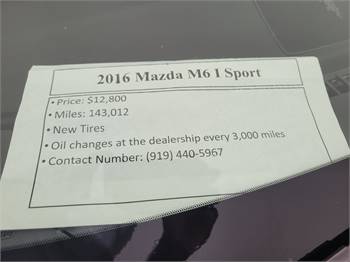 2016 Mazda M6 I Sport
• Price: $12,800
• Miles: 143,012
• New Tires
• Oil changes at the dealership every 3,000 miles
• Contact Number: (919) 440-5967